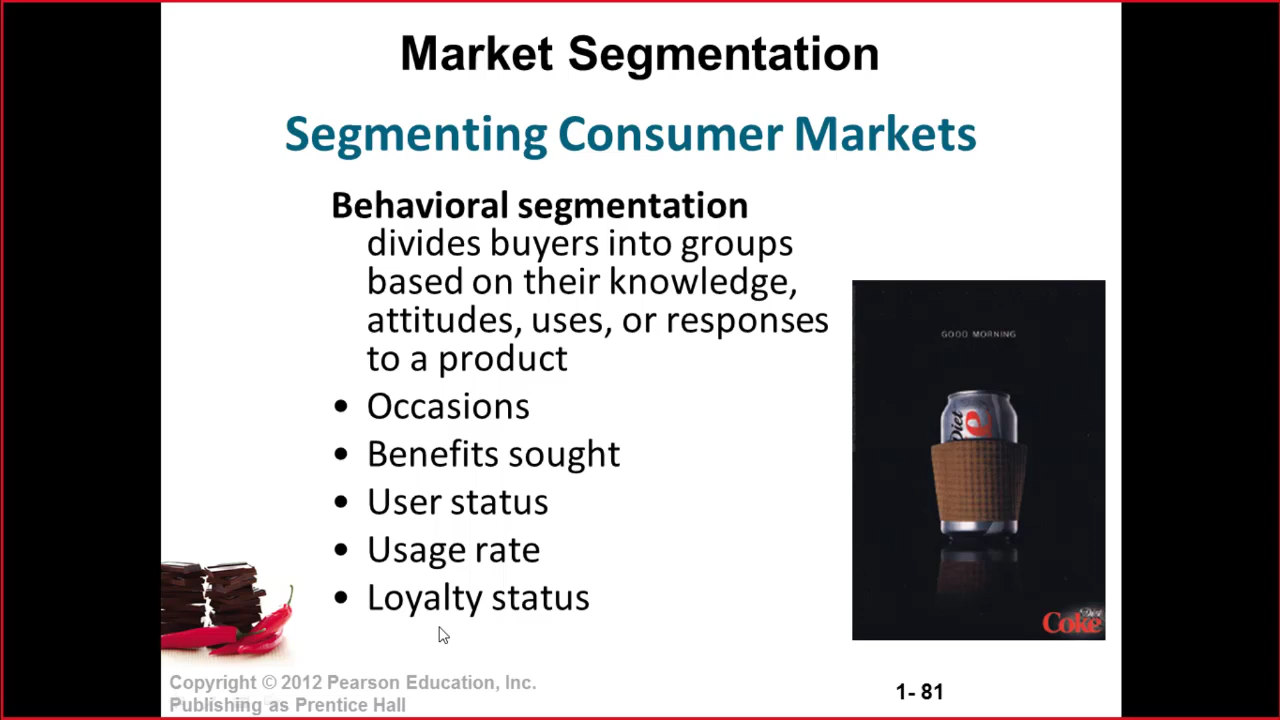 Market Segmentation
Segmenting Consumer Markets
Behavioral segmentation
divides buyers into groups
based on their knowledge,
attitudes, uses, or responses
to a product
• Occasions
• Benefits sought
• User status
• Usage rate
• Loyalty status
GOOD MORNING
Diet
Diet
Coke
Copyright © 2012 Pearson Education, Inc.
Publishing as Prentice Hall
1- 81